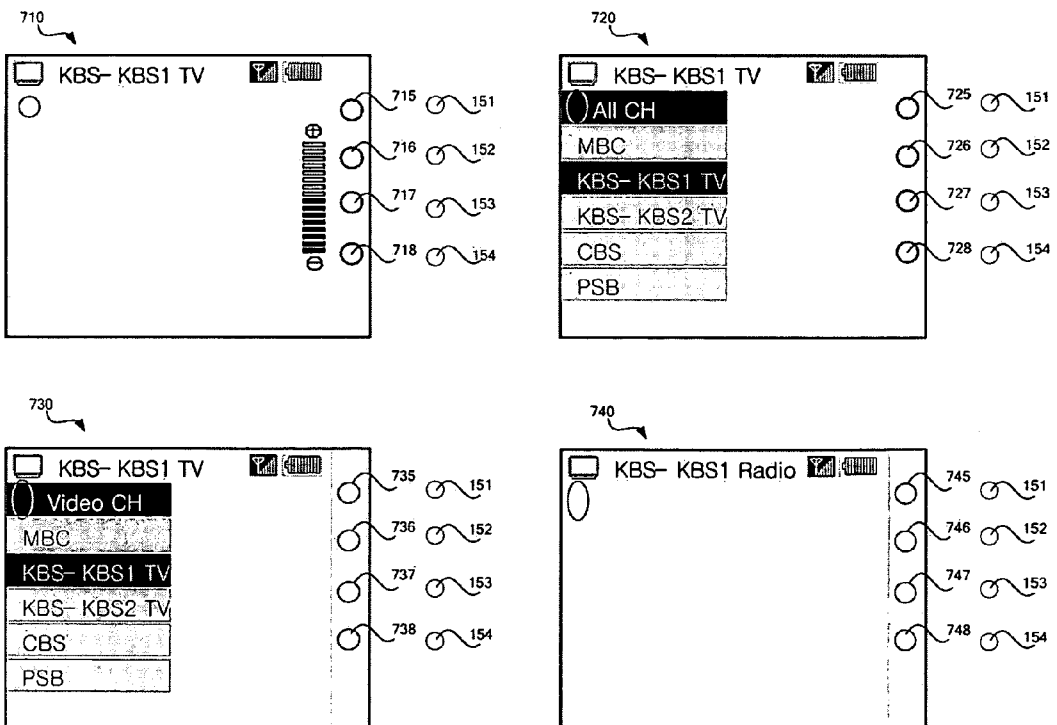 710
KBS- KBS1 TV
715 151
716 152
717 153
718 154
720
KBS- KBS1 TV
All CH
MBC
KBS- KBS1 TV
KBS- KBS2 TV
CBS
PSB
725 151
726 152
727 153
728 154
730
KBS- KBS1 TV
Video CH
MBC
KBS- KBS1 TV
KBS- KBS2 TV
CBS
PSB
735 151
736 152
737 153
738 154
740
KBS- KBS1 Radio
745 151
746 152
747 153
748 154